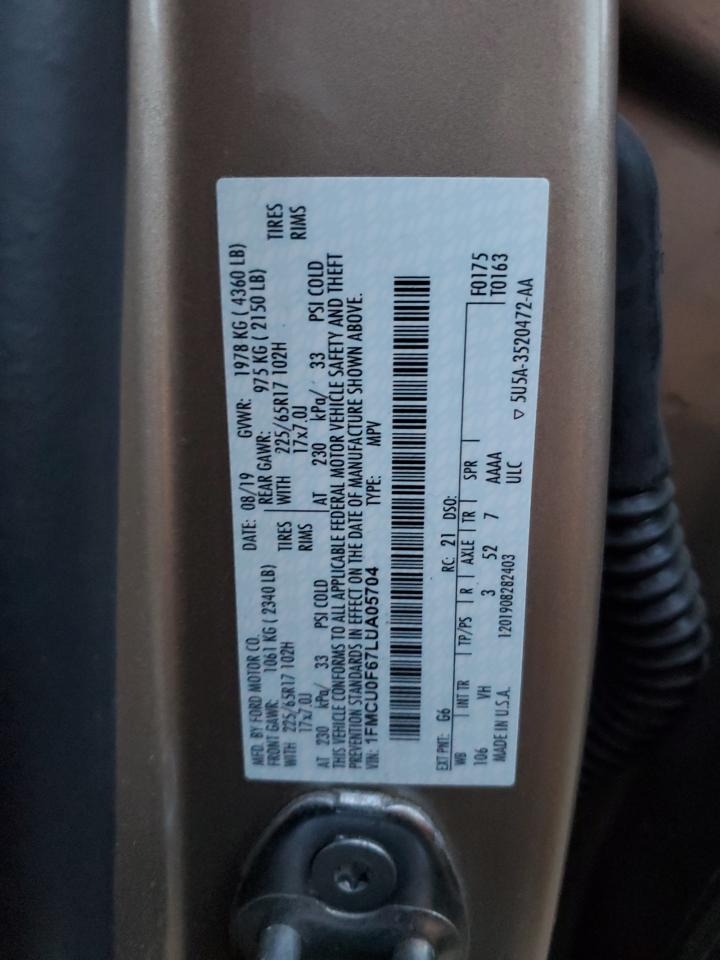 MFD. BY FORD MOTOR CO. DATE: 08/19 GVWR: 1978 KG ( 4360 LB)
FRONT GAWR: 1061 KG ( 2340 LB) REAR GAWR: 975 KG ( 2150 LB)
WITH 225/65R17 102H TIRES WITH 225/65R17 102H TIRES
17x7.0J RIMS 17x7.0J RIMS
AT 230 kPa/ 33 PSI COLD AT 230 kPa/ 33 PSI COLD
THIS VEHICLE CONFORMS TO ALL APPLICABLE FEDERAL MOTOR VEHICLE SAFETY AND THEFT
PREVENTION STANDARDS IN EFFECT ON THE DATE OF MANUFACTURE SHOWN ABOVE.
VIN: 1FMCU0F67LUA05704 TYPE: MPV
EXT PNT: G6 RC: 21 DSO: F0175
WB INT TR TP/PS R AXLE TR SPR T0163
106 VH 3 52 7 AAAA
MADE IN U.S.A. 1201908282403 ULC ▽ 5U5A-3520472-AA